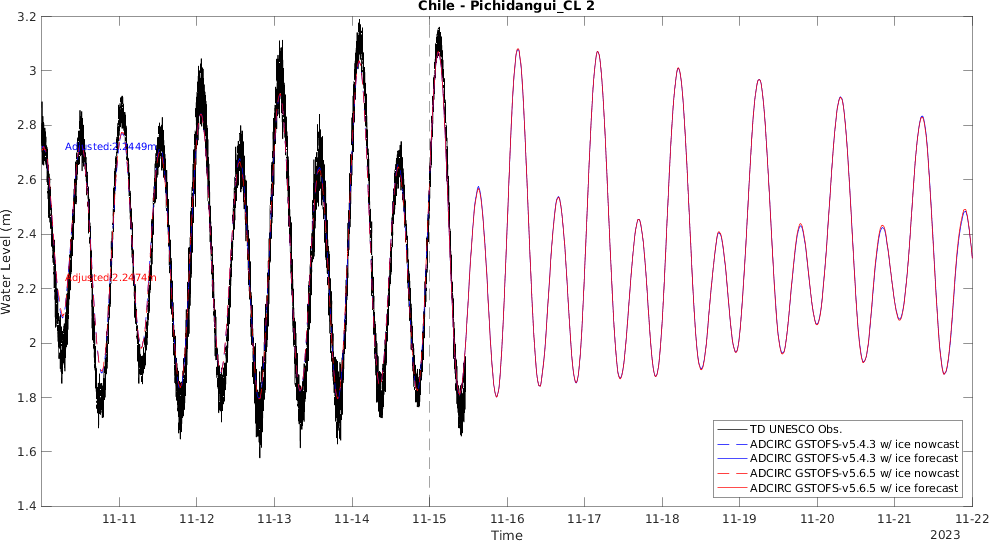 Chile - Pichidangui_CL 2
Water Level (m)
3.2
3
2.8
2.6
2.4
2.2
2
1.8
1.6
1.4
Adjusted:2.2449m
Adjusted:2.2474m
TD UNESCO Obs.
ADCIRC GSTOFS-v5.4.3 w/ ice nowcast
ADCIRC GSTOFS-v5.4.3 w/ ice forecast
ADCIRC GSTOFS-v5.6.5 w/ ice nowcast
ADCIRC GSTOFS-v5.6.5 w/ ice forecast
11-11 11-12 11-13 11-14 11-15 11-16 11-17 11-18 11-19 11-20 11-21 11-22
Time
2023